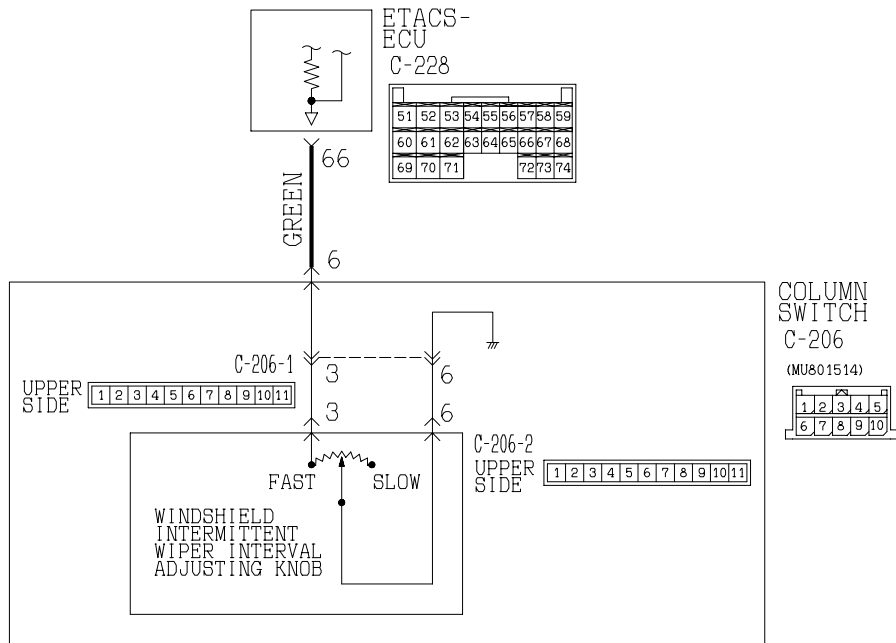 ETACS-
ECU
C-228
51 52 53 54 55 56 57 58 59
60 61 62 63 64 65 66 67 68
69 70 71 72 73 74
66
GREEN
6
COLUMN
SWITCH
C-206
(MU801514)
1 2 3 4 5
6 7 8 9 10
C-206-1
3 6
UPPER
SIDE
1 2 3 4 5 6 7 8 9 10 11
3 6
C-206-2
UPPER
SIDE
1 2 3 4 5 6 7 8 9 10 11
FAST SLOW
WINDSHIELD
INTERMITTENT
WIPER INTERVAL
ADJUSTING KNOB